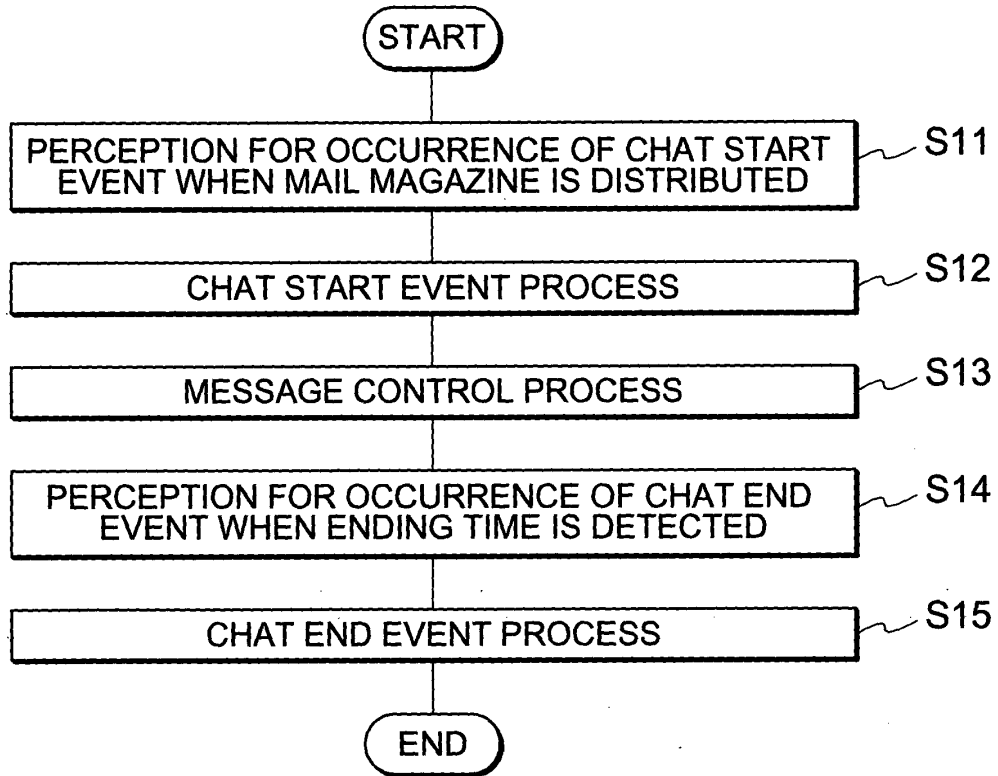 START
PERCEPTION FOR OCCURRENCE OF CHAT START
EVENT WHEN MAIL MAGAZINE IS DISTRIBUTED
S11
CHAT START EVENT PROCESS
S12
MESSAGE CONTROL PROCESS
S13
PERCEPTION FOR OCCURRENCE OF CHAT END
EVENT WHEN ENDING TIME IS DETECTED
S14
CHAT END EVENT PROCESS
S15
END